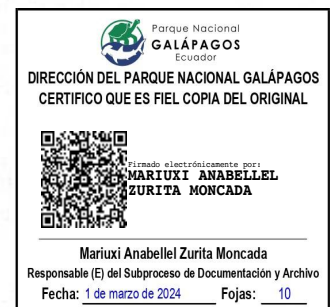 Parque Nacional
GALÁPAGOS
Ecuador
DIRECCIÓN DEL PARQUE NACIONAL GALÁPAGOS
CERTIFICO QUE ES FIEL COPIA DEL ORIGINAL
Firmado electrónicamente por:
MARIUXI ANABELLEL
ZURITA MONCADA
Mariuxi Anabellel Zurita Moncada
Responsable (E) del Subproceso de Documentación y Archivo
Fecha: 1 de marzo de 2024 Fojas: 10